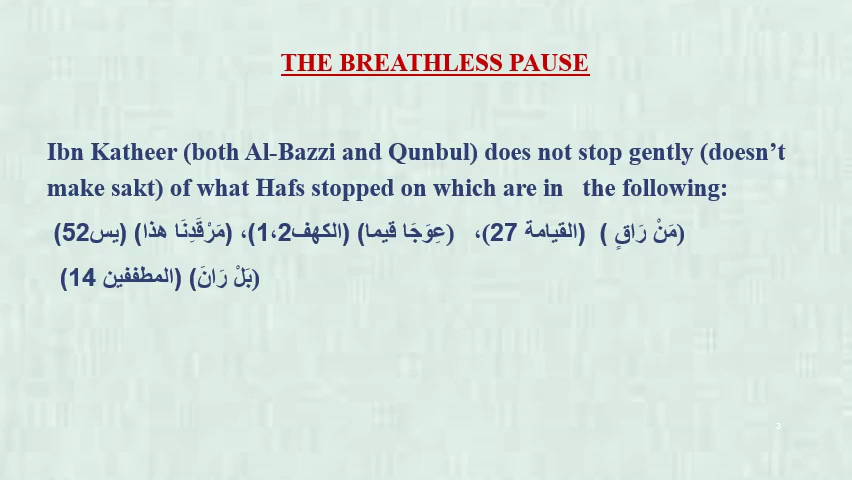 THE BREATHLESS PAUSE
Ibn Katheer (both Al-Bazzi and Qunbul) does not stop gently (doesn’t
make sakt) of what Hafs stopped on which are in the following:
(مَنْ رَاقٍ ) (القيامة 27)، (عِوَجَا قيما) (الكهف1،2)، (مَرْقَدِنَا هذا) (يس52)
(بَلْ رَانَ) (المطففين 14)
3